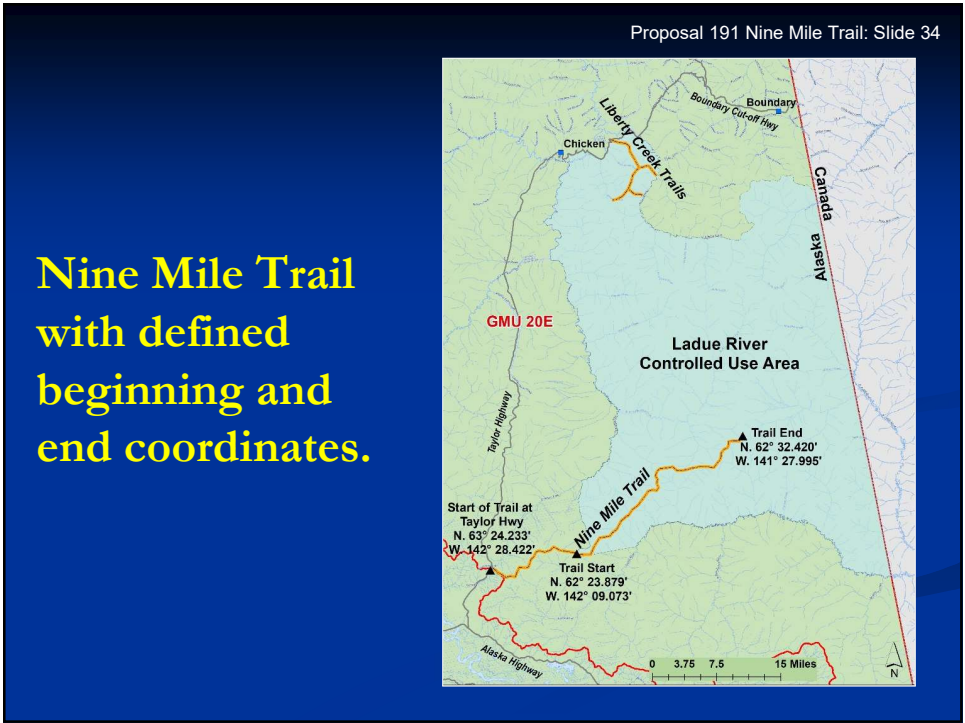 Proposal 191 Nine Mile Trail: Slide 34
Nine Mile Trail
with defined
beginning and
end coordinates.
Boundary
Boundary Cut-off Hwy
Liberty Creek Trails
Chicken
Canada
Alaska
GMU 20E
Ladue River
Controlled Use Area
Taylor Highway
Trail End
N. 62° 32.420'
W. 141° 27.995'
Nine Mile Trail
Start of Trail at
Taylor Hwy
N. 63° 24.233'
W. 142° 28.422'
Trail Start
N. 62° 23.879'
W. 142° 09.073'
Alaska Highway
0 3.75 7.5 15 Miles
N